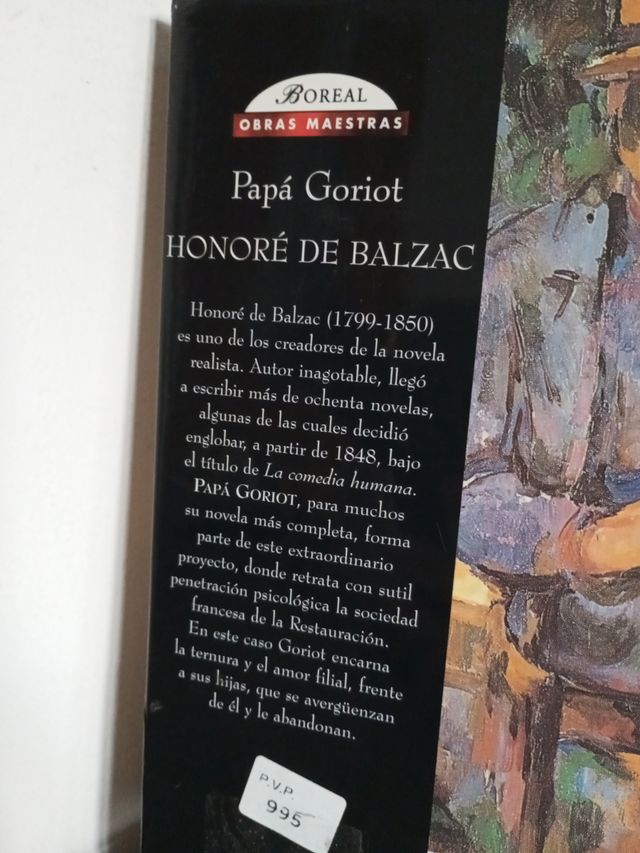 BOREAL
OBRAS MAESTRAS
Papá Goriot
HONORÉ DE BALZAC
Honoré de Balzac (1799-1850)
es uno de los creadores de la novela
realista. Autor inagotable, llegó
a escribir más de ochenta novelas,
algunas de las cuales decidió
englobar, a partir de 1848, bajo
el título de La comedia humana.
PAPÁ GORIOT, para muchos
su novela más completa, forma
parte de este extraordinario
proyecto, donde retrata con sutil
penetración psicológica la sociedad
francesa de la Restauración.
En este caso Goriot encarna
la ternura y el amor filial, frente
a sus hijas, que se avergüenzan
de él y le abandonan.
P.V.P
995